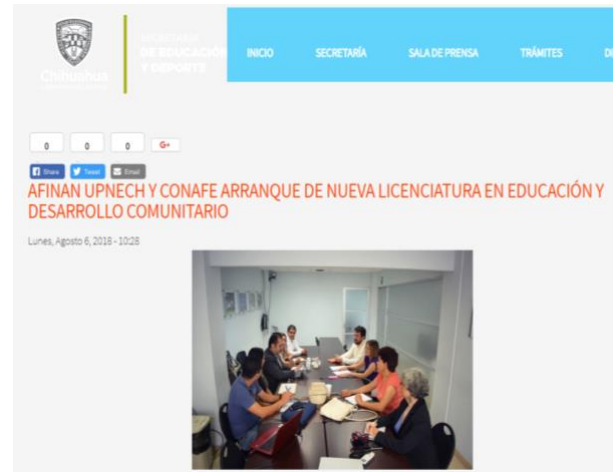 SECRETARÍA
DE EDUCACIÓN
Y DEPORTE
Chihuahua
INICIO
SECRETARÍA
SALA DE PRENSA
TRÁMITES
0
0
0
G+
Share
Tweet
Email
AFINAN UPNECH Y CONAFE ARRANQUE DE NUEVA LICENCIATURA EN EDUCACIÓN Y
DESARROLLO COMUNITARIO
Lunes, Agosto 6, 2018 - 10:28